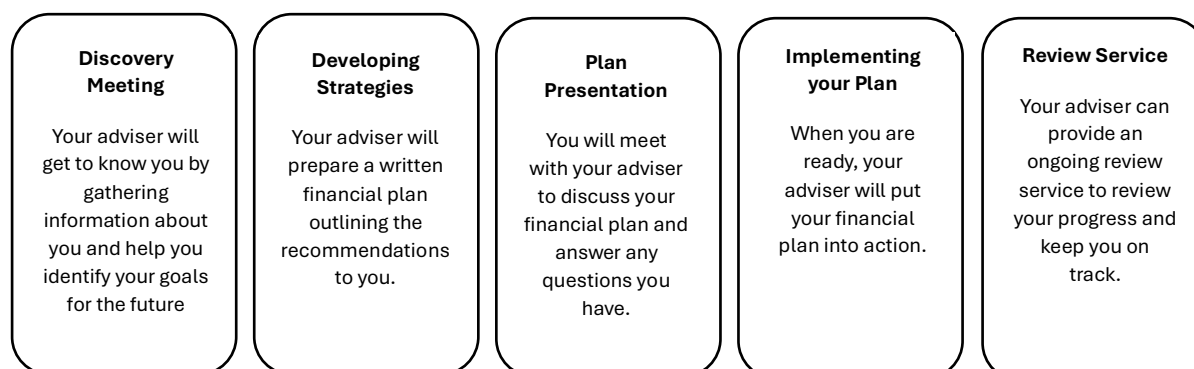 Discovery
Meeting
Your adviser will
get to know you by
gathering
information about
you and help you
identify your goals
for the future
Developing
Strategies
Your adviser will
prepare a written
financial plan
outlining the
recommendations
to you.
Plan
Presentation
You will meet
with your adviser
to discuss your
financial plan and
answer any
questions you
have.
Implementing
your Plan
When you are
ready, your
adviser will put
your financial
plan into action.
Review Service
Your adviser can
provide an
ongoing review
service to review
your progress and
keep you on
track.